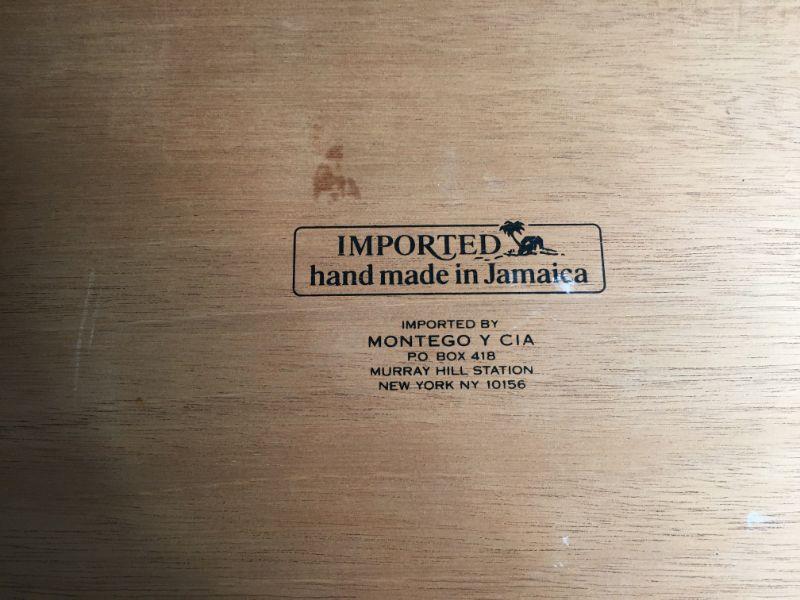 IMPORTED
hand made in Jamaica
IMPORTED BY
MONTEGO Y CIA
P.O. BOX 418
MURRAY HILL STATION
NEW YORK NY 10156